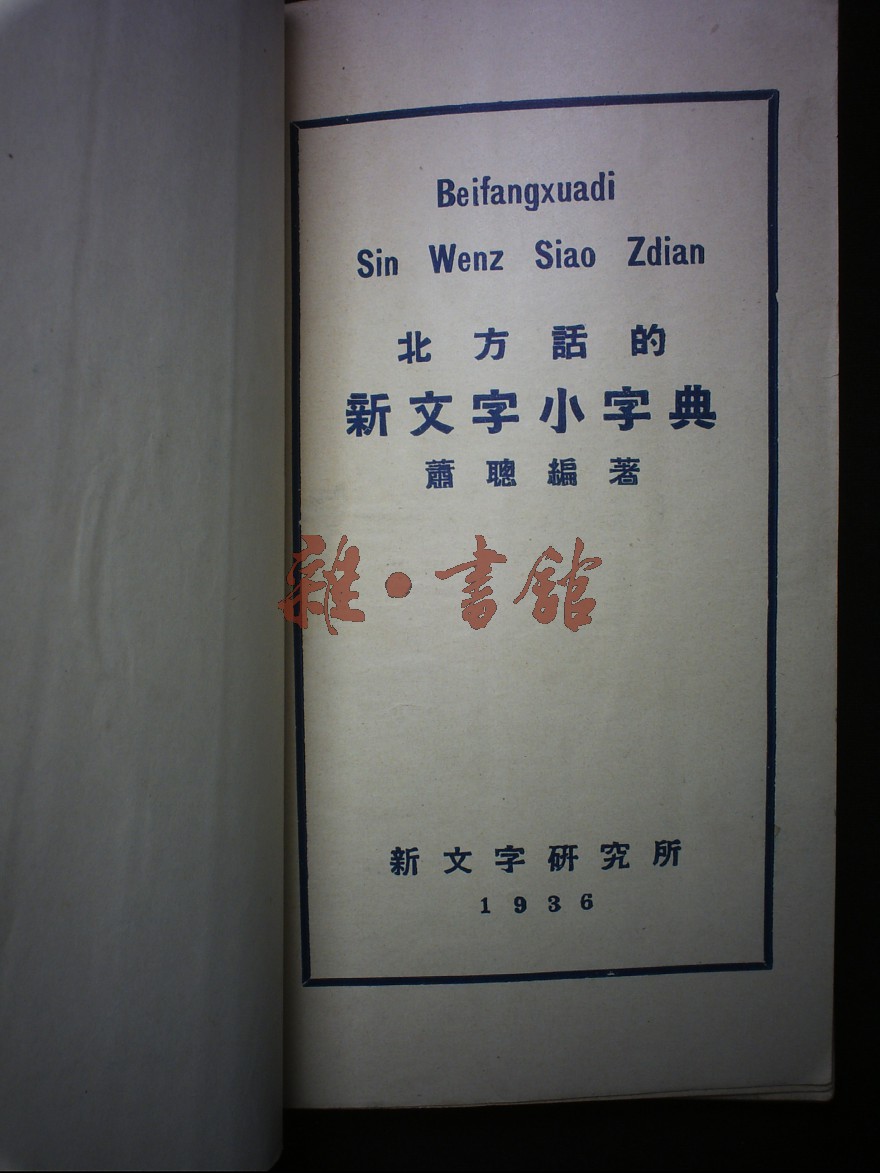 Beifangxuadi
Sin Wenz Siao Zdian
北方話的
新文字小字典
蕭聰編著
雜·書館
新文字研究所
1936